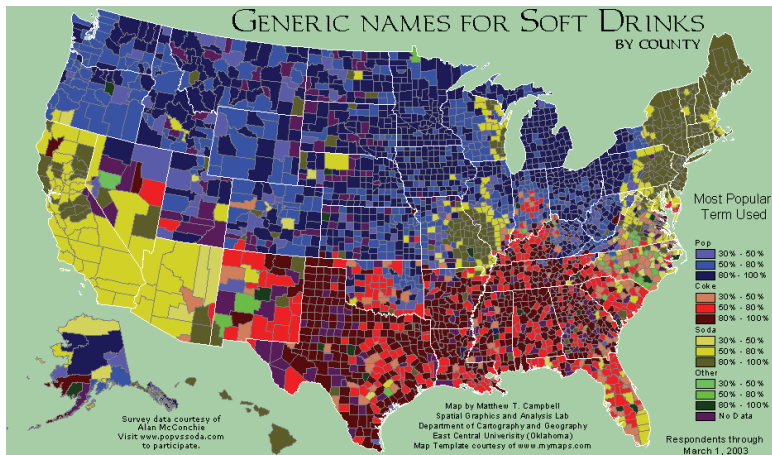 GENERIC NAMES FOR SOFT DRINKS
BY COUNTY
Most Popular
Term Used
Pop
30% - 50%
50% - 80%
80% - 100%
Coke
30% - 50%
50% - 80%
80% - 100%
Soda
30% - 50%
50% - 80%
80% - 100%
Other
30% - 50%
50% - 80%
80% - 100%
No Data
Survey data courtesy of
Alan McConchie
Visit www.popvssoda.com
to participate.
Map by Matthew T. Campbell
Spatial Graphics and Analysis Lab
Department of Cartography and Geography
East Central Univeristy (Oklahoma)
Map Template courtesy of www.mymaps.com
Respondents through
March 1, 2003